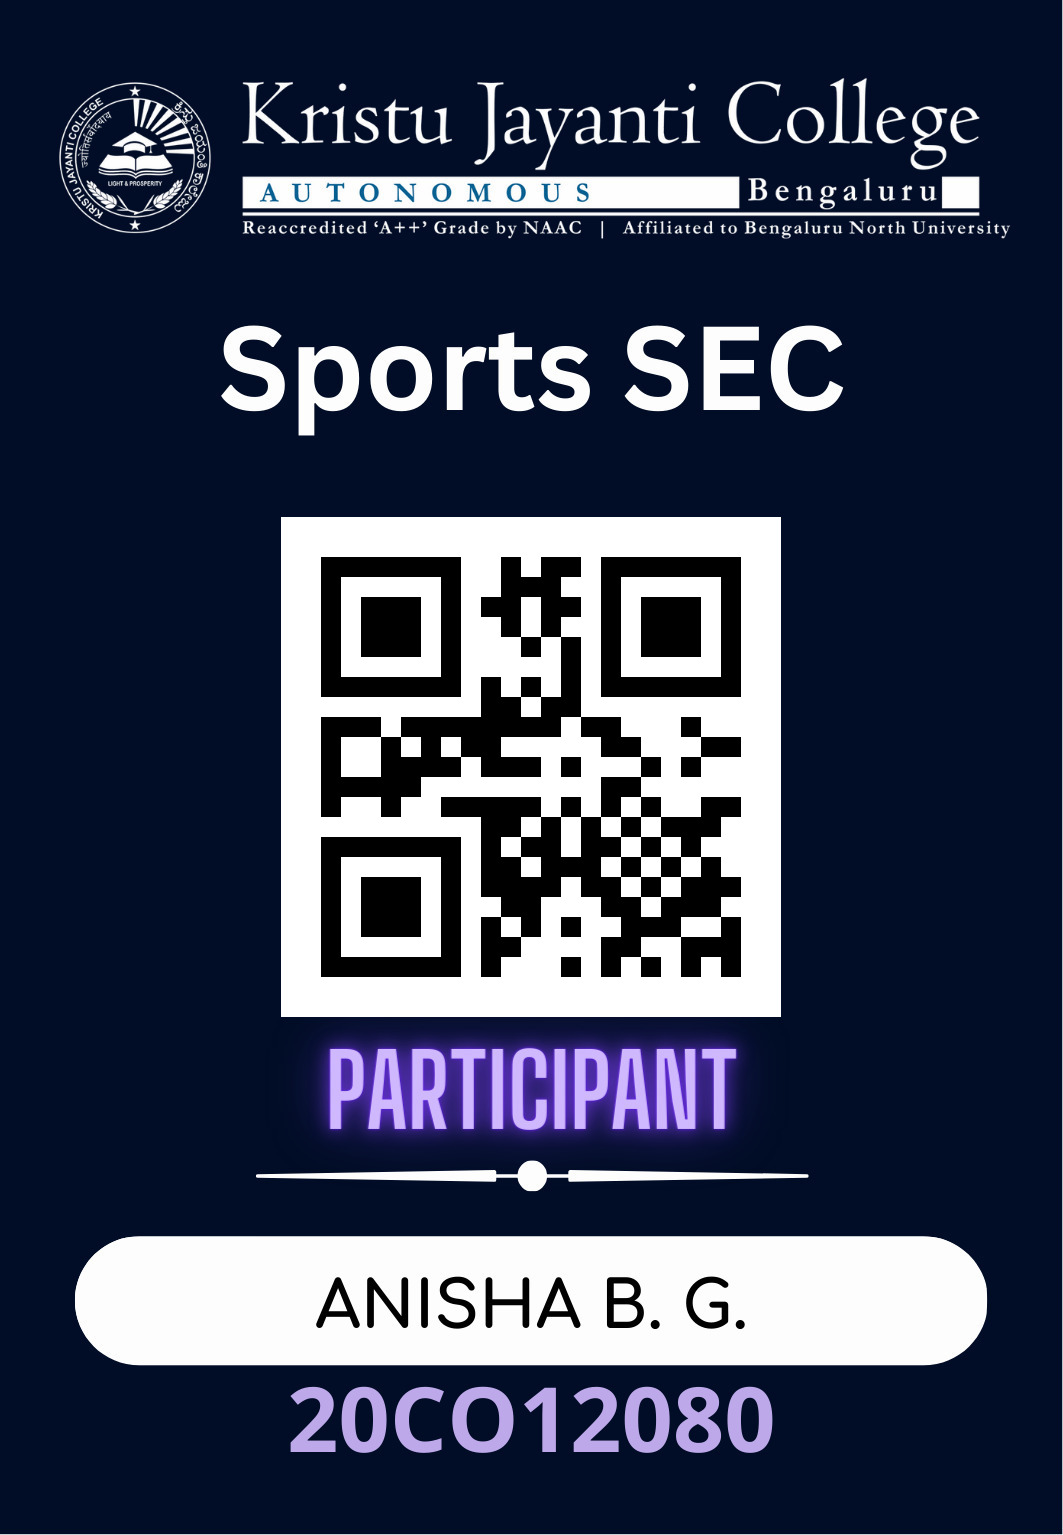 Kristu Jayanti College
AUTONOMOUS Bengaluru
Reaccredited ‘A++’ Grade by NAAC | Affiliated to Bengaluru North University
KRISTU JAYANTI COLLEGE
LIGHT & PROSPERITY
Sports SEC
PARTICIPANT
ANISHA B. G.
20CO12080